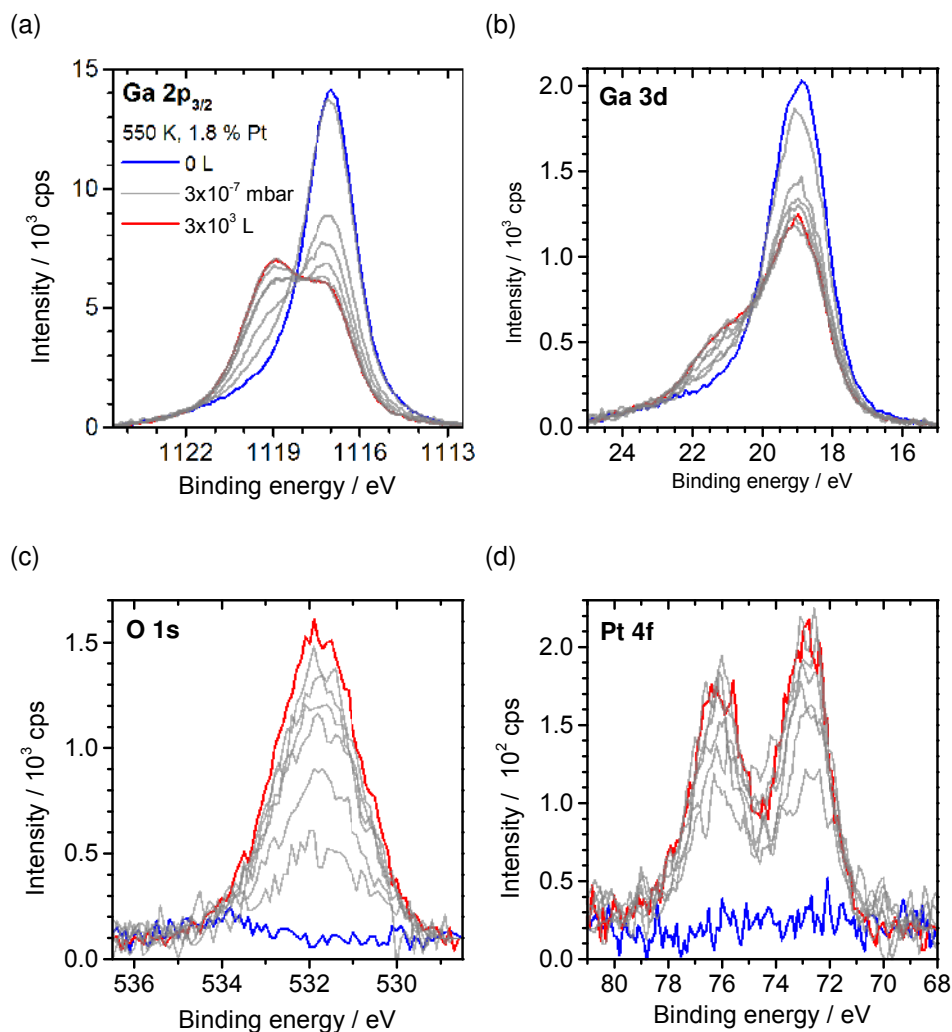 (a)
Ga 2p3/2
550 K, 1.8 % Pt
0 L
3x10⁻⁷ mbar
3x10³ L
15
10
5
0
Intensity / 10³ cps
1122 1119 1116 1113
Binding energy / eV
(b)
Ga 3d
2.0
1.5
1.0
0.5
0.0
Intensity / 10³ cps
24 22 20 18 16
Binding energy / eV
(c)
O 1s
1.5
1.0
0.5
0.0
Intensity / 10³ cps
536 534 532 530
Binding energy / eV
(d)
Pt 4f
2.0
1.5
1.0
0.5
0.0
Intensity / 10² cps
80 78 76 74 72 70 68
Binding energy / eV